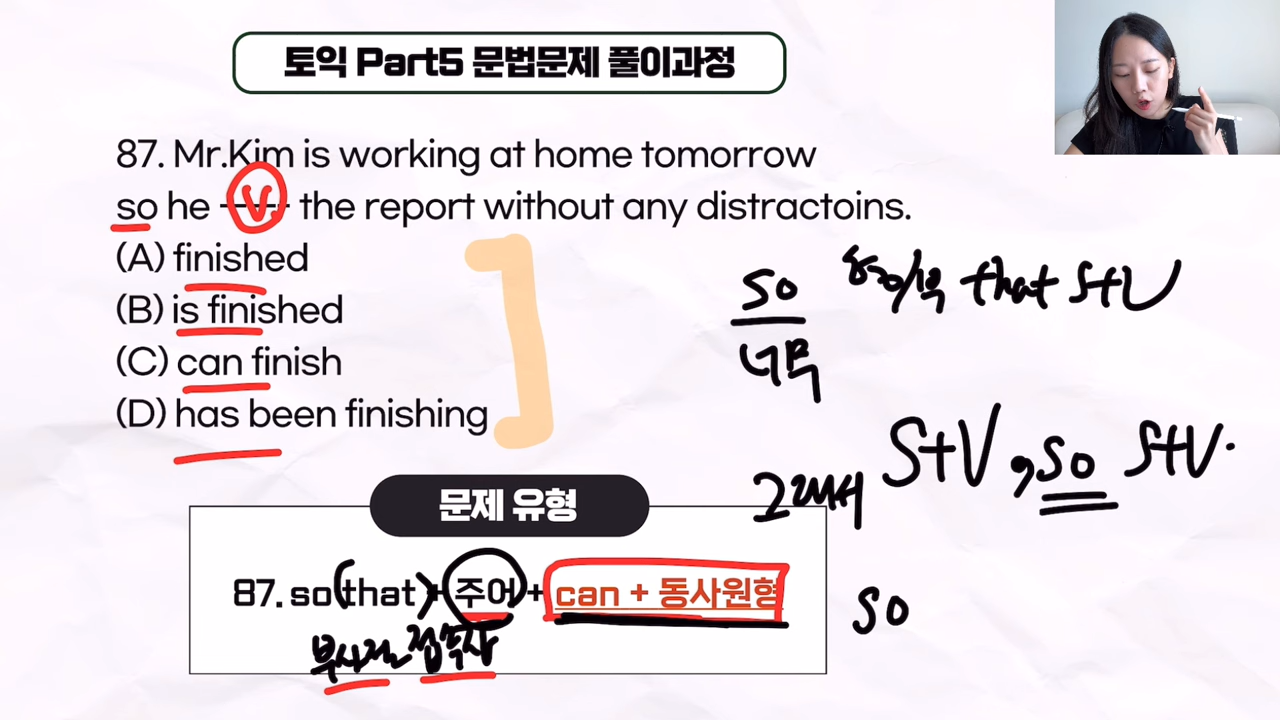 토익 Part5 문법문제 풀이과정
87. Mr.Kim is working at home tomorrow
so he V. the report without any distractoins.
(A) finished
(B) is finished
(C) can finish
(D) has been finishing
so 형/부 that S+V
너무
S+V, so S+V.
그래서
문제 유형
87. so (that) + 주어 + can + 동사원형
부사절 접속사
so